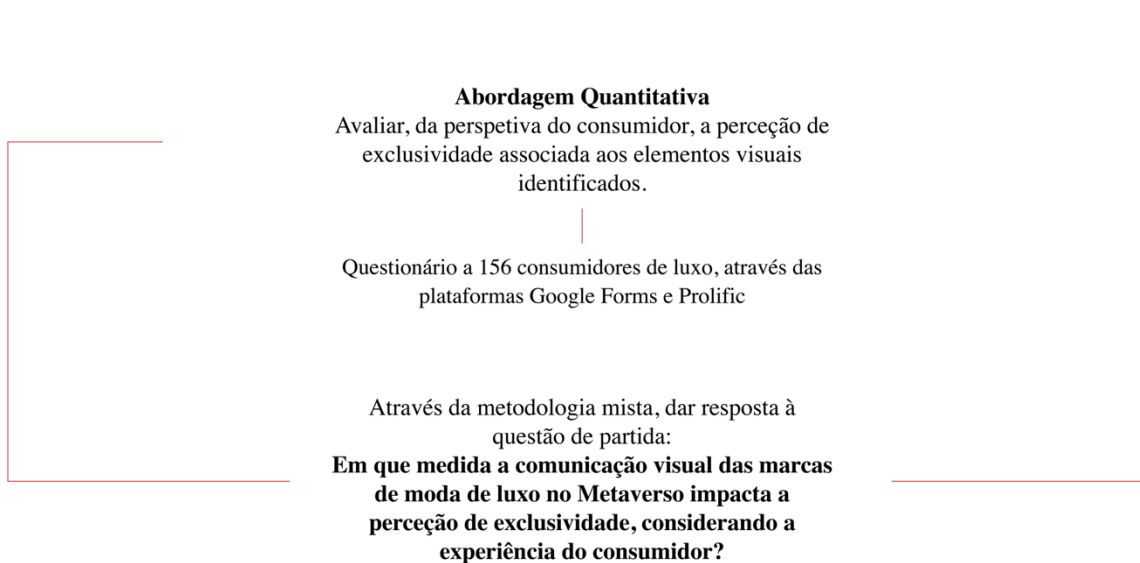 Abordagem Quantitativa
Avaliar, da perspetiva do consumidor, a perceção de
exclusividade associada aos elementos visuais
identificados.
Questionário a 156 consumidores de luxo, através das
plataformas Google Forms e Prolific
Através da metodologia mista, dar resposta à
questão de partida:
Em que medida a comunicação visual das marcas
de moda de luxo no Metaverso impacta a
perceção de exclusividade, considerando a
experiência do consumidor?